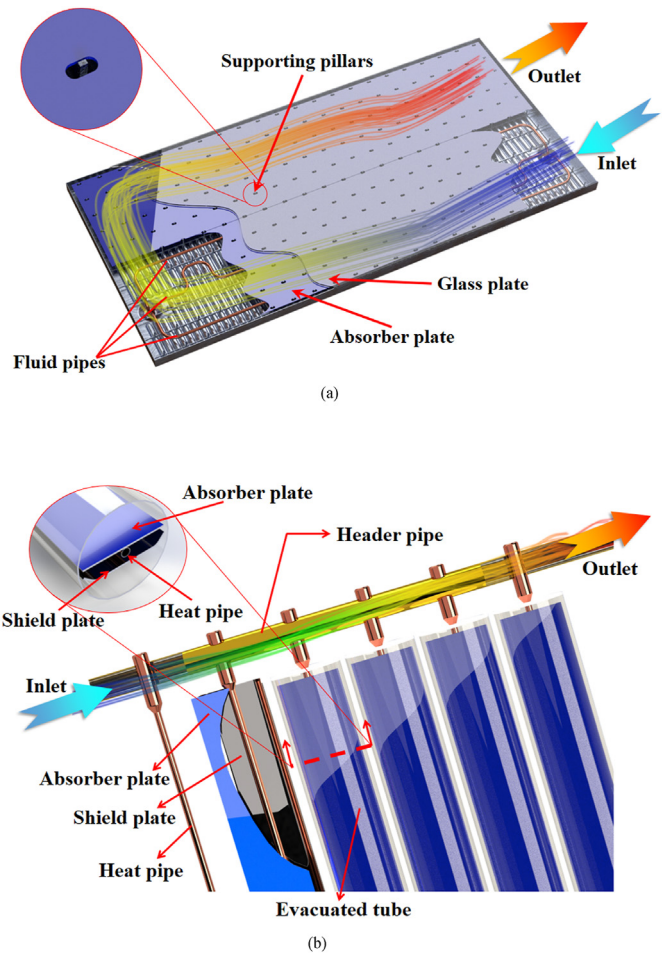 Supporting pillars
Outlet
Inlet
Glass plate
Absorber plate
Fluid pipes
(a)
Absorber plate
Header pipe
Outlet
Heat pipe
Shield plate
Inlet
Absorber plate
Shield plate
Heat pipe
Evacuated tube
(b)